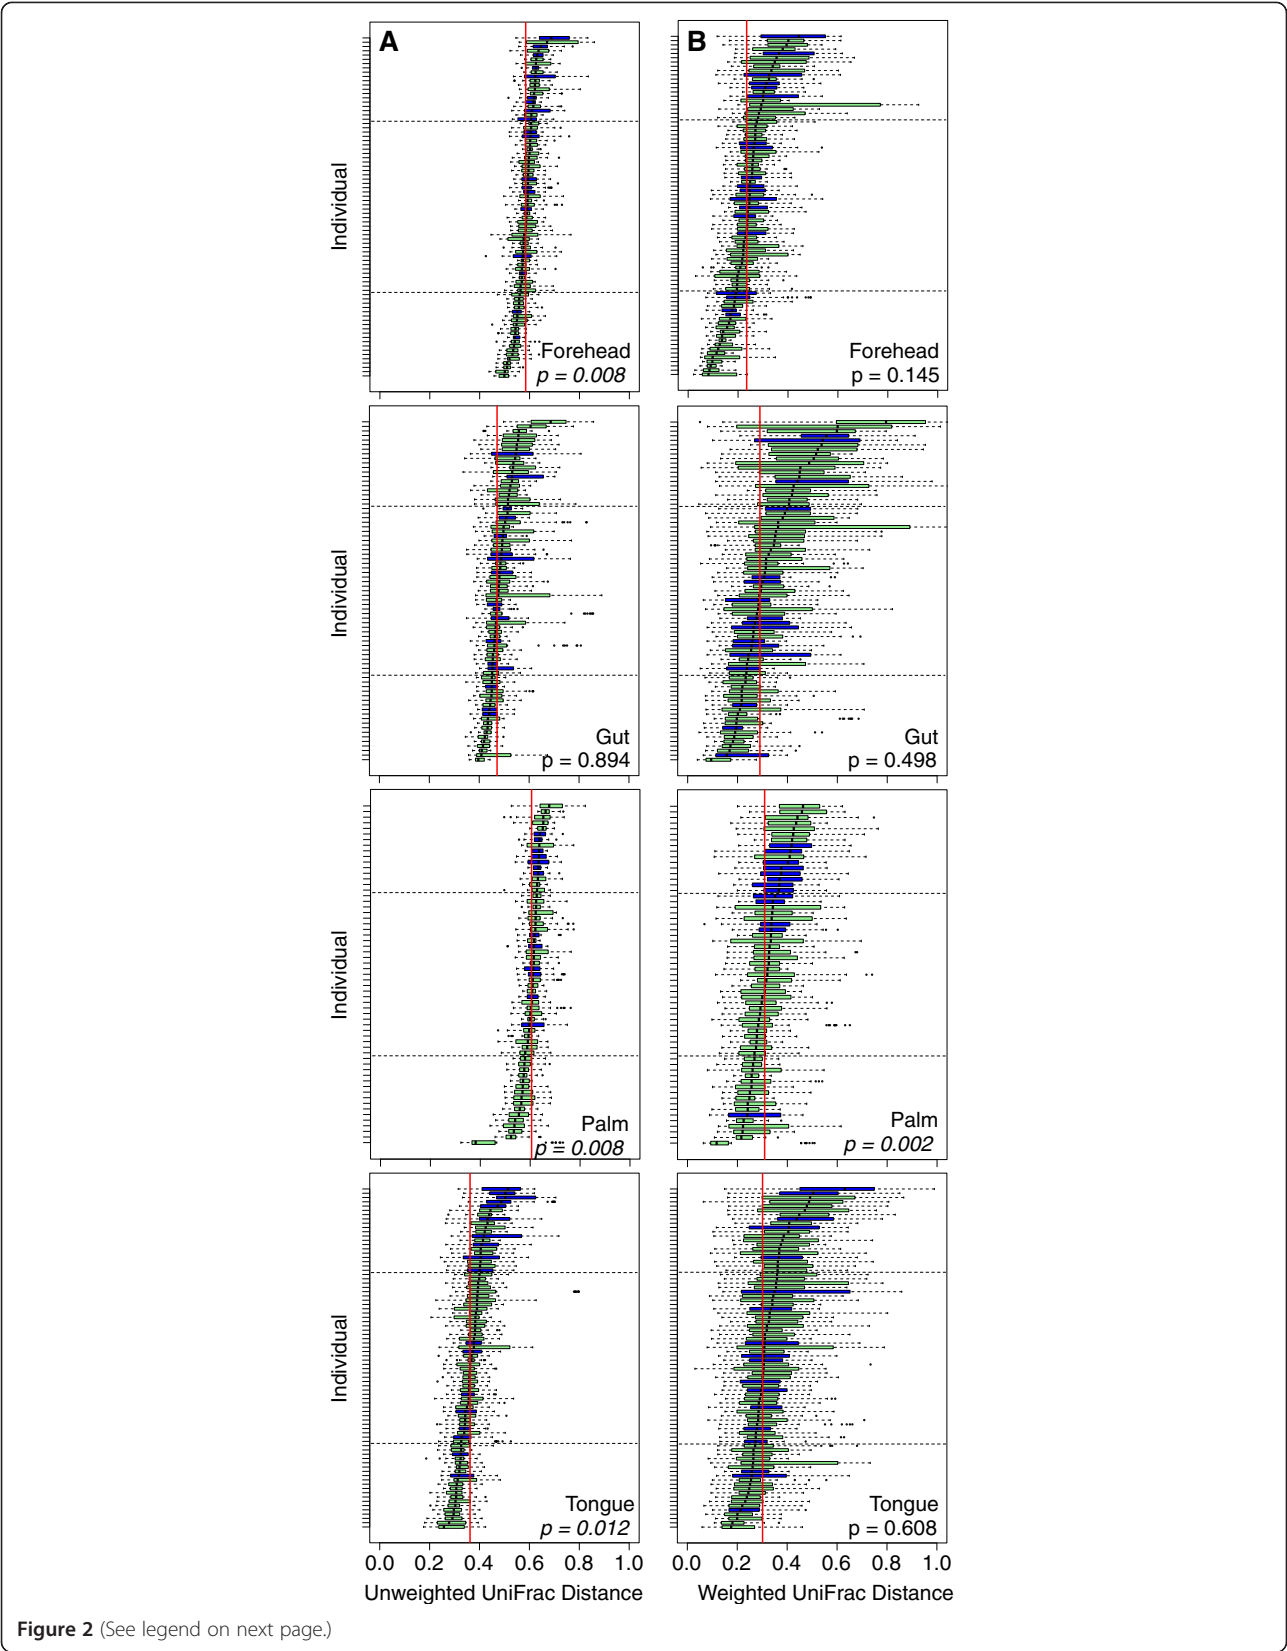 A
B
Individual
Forehead
p = 0.008
Forehead
p = 0.145
Individual
Gut
p = 0.894
Gut
p = 0.498
Individual
Palm
p = 0.008
Palm
p = 0.002
Individual
Tongue
p = 0.012
Tongue
p = 0.608
0.0 0.2 0.4 0.6 0.8 1.0
0.0 0.2 0.4 0.6 0.8 1.0
Unweighted UniFrac Distance
Weighted UniFrac Distance
Figure 2 (See legend on next page.)